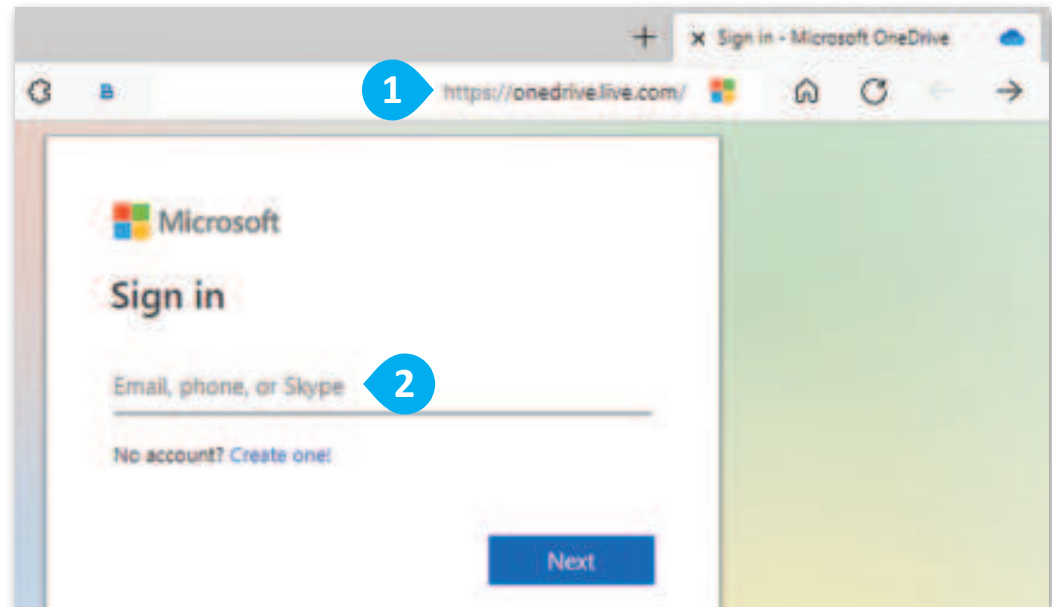 Sign in - Microsoft OneDrive
1 https://onedrive.live.com/
Microsoft
Sign in
Email, phone, or Skype 2
No account? Create one!
Next